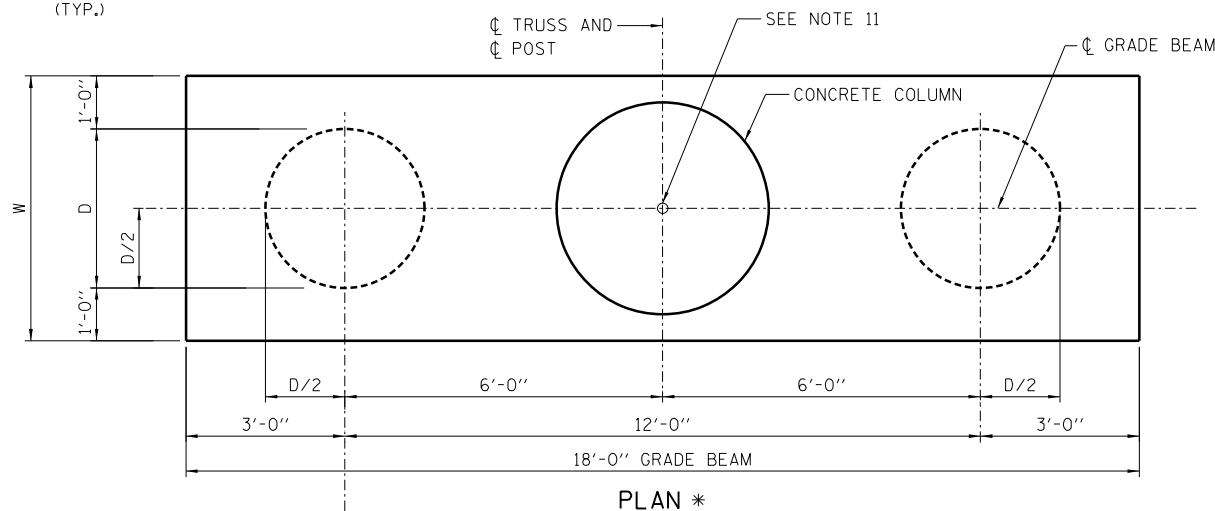 (TYP.)
℄ TRUSS AND
℄ POST
SEE NOTE 11
℄ GRADE BEAM
CONCRETE COLUMN
1'-0''
W
D
D/2
1'-0''
D/2
6'-0''
6'-0''
D/2
3'-0''
12'-0''
3'-0''
18'-0'' GRADE BEAM
PLAN *